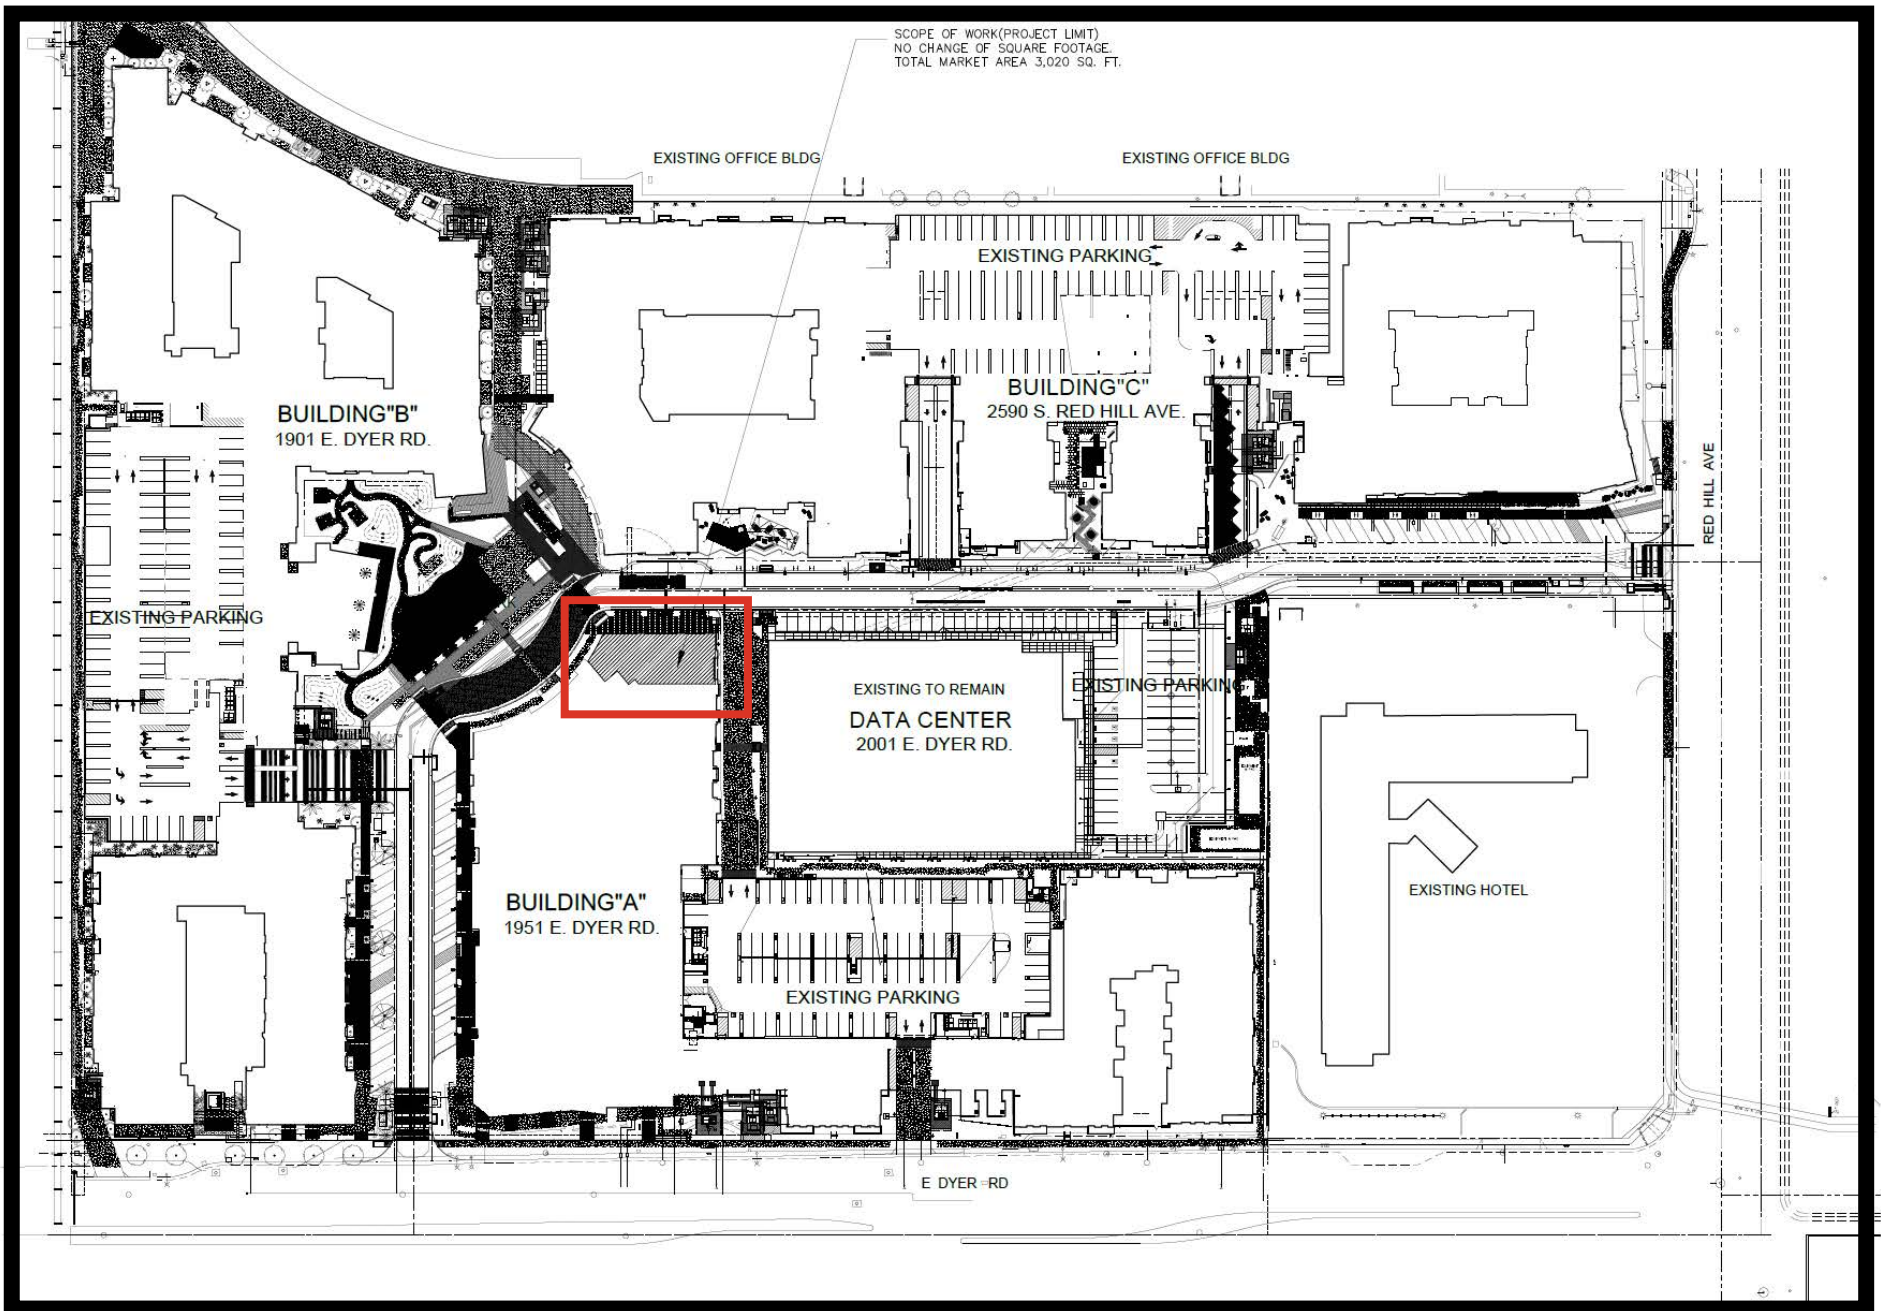 SCOPE OF WORK(PROJECT LIMIT)
NO CHANGE OF SQUARE FOOTAGE.
TOTAL MARKET AREA 3,020 SQ. FT.
EXISTING OFFICE BLDG
EXISTING OFFICE BLDG
EXISTING PARKING
BUILDING"C"
2590 S. RED HILL AVE.
BUILDING"B"
1901 E. DYER RD.
RED HILL AVE
EXISTING PARKING
EXISTING TO REMAIN
DATA CENTER
2001 E. DYER RD.
EXISTING PARKING
BUILDING"A"
1951 E. DYER RD.
EXISTING HOTEL
EXISTING PARKING
E DYER RD